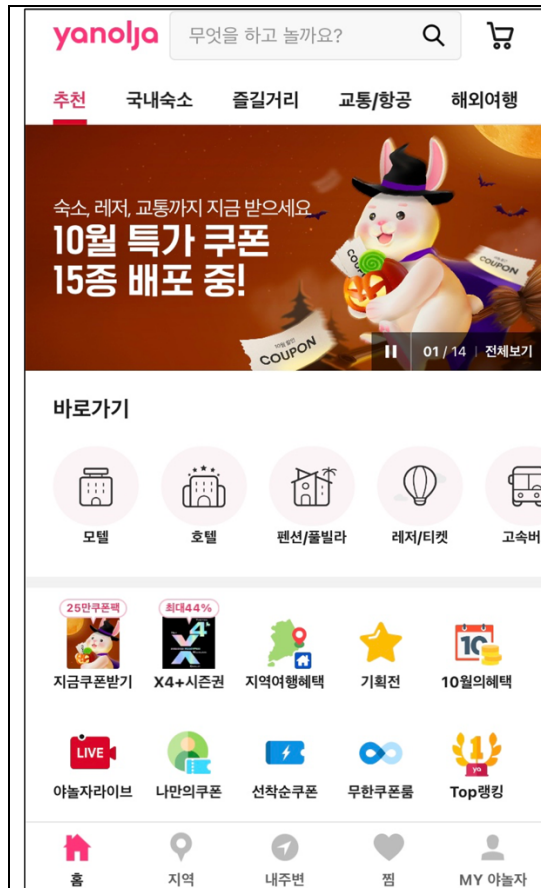 yanolja
무엇을 하고 놀까요?
추천 국내숙소 즐길거리 교통/항공 해외여행
숙소, 레저, 교통까지 지금 받으세요
10월 특가 쿠폰
15종 배포 중!
COUPON
COUPON
01 / 14 | 전체보기
바로가기
모텔 호텔 펜션/풀빌라 레저/티켓 고속버
25만쿠폰팩 최대44%
X4+
10
지금쿠폰받기 X4+시즌권 지역여행혜택 기획전 10월의혜택
LIVE
1
ya
야놀자라이브 나만의쿠폰 선착순쿠폰 무한쿠폰룸 Top랭킹
홈 지역 내주변 찜 MY 야놀자